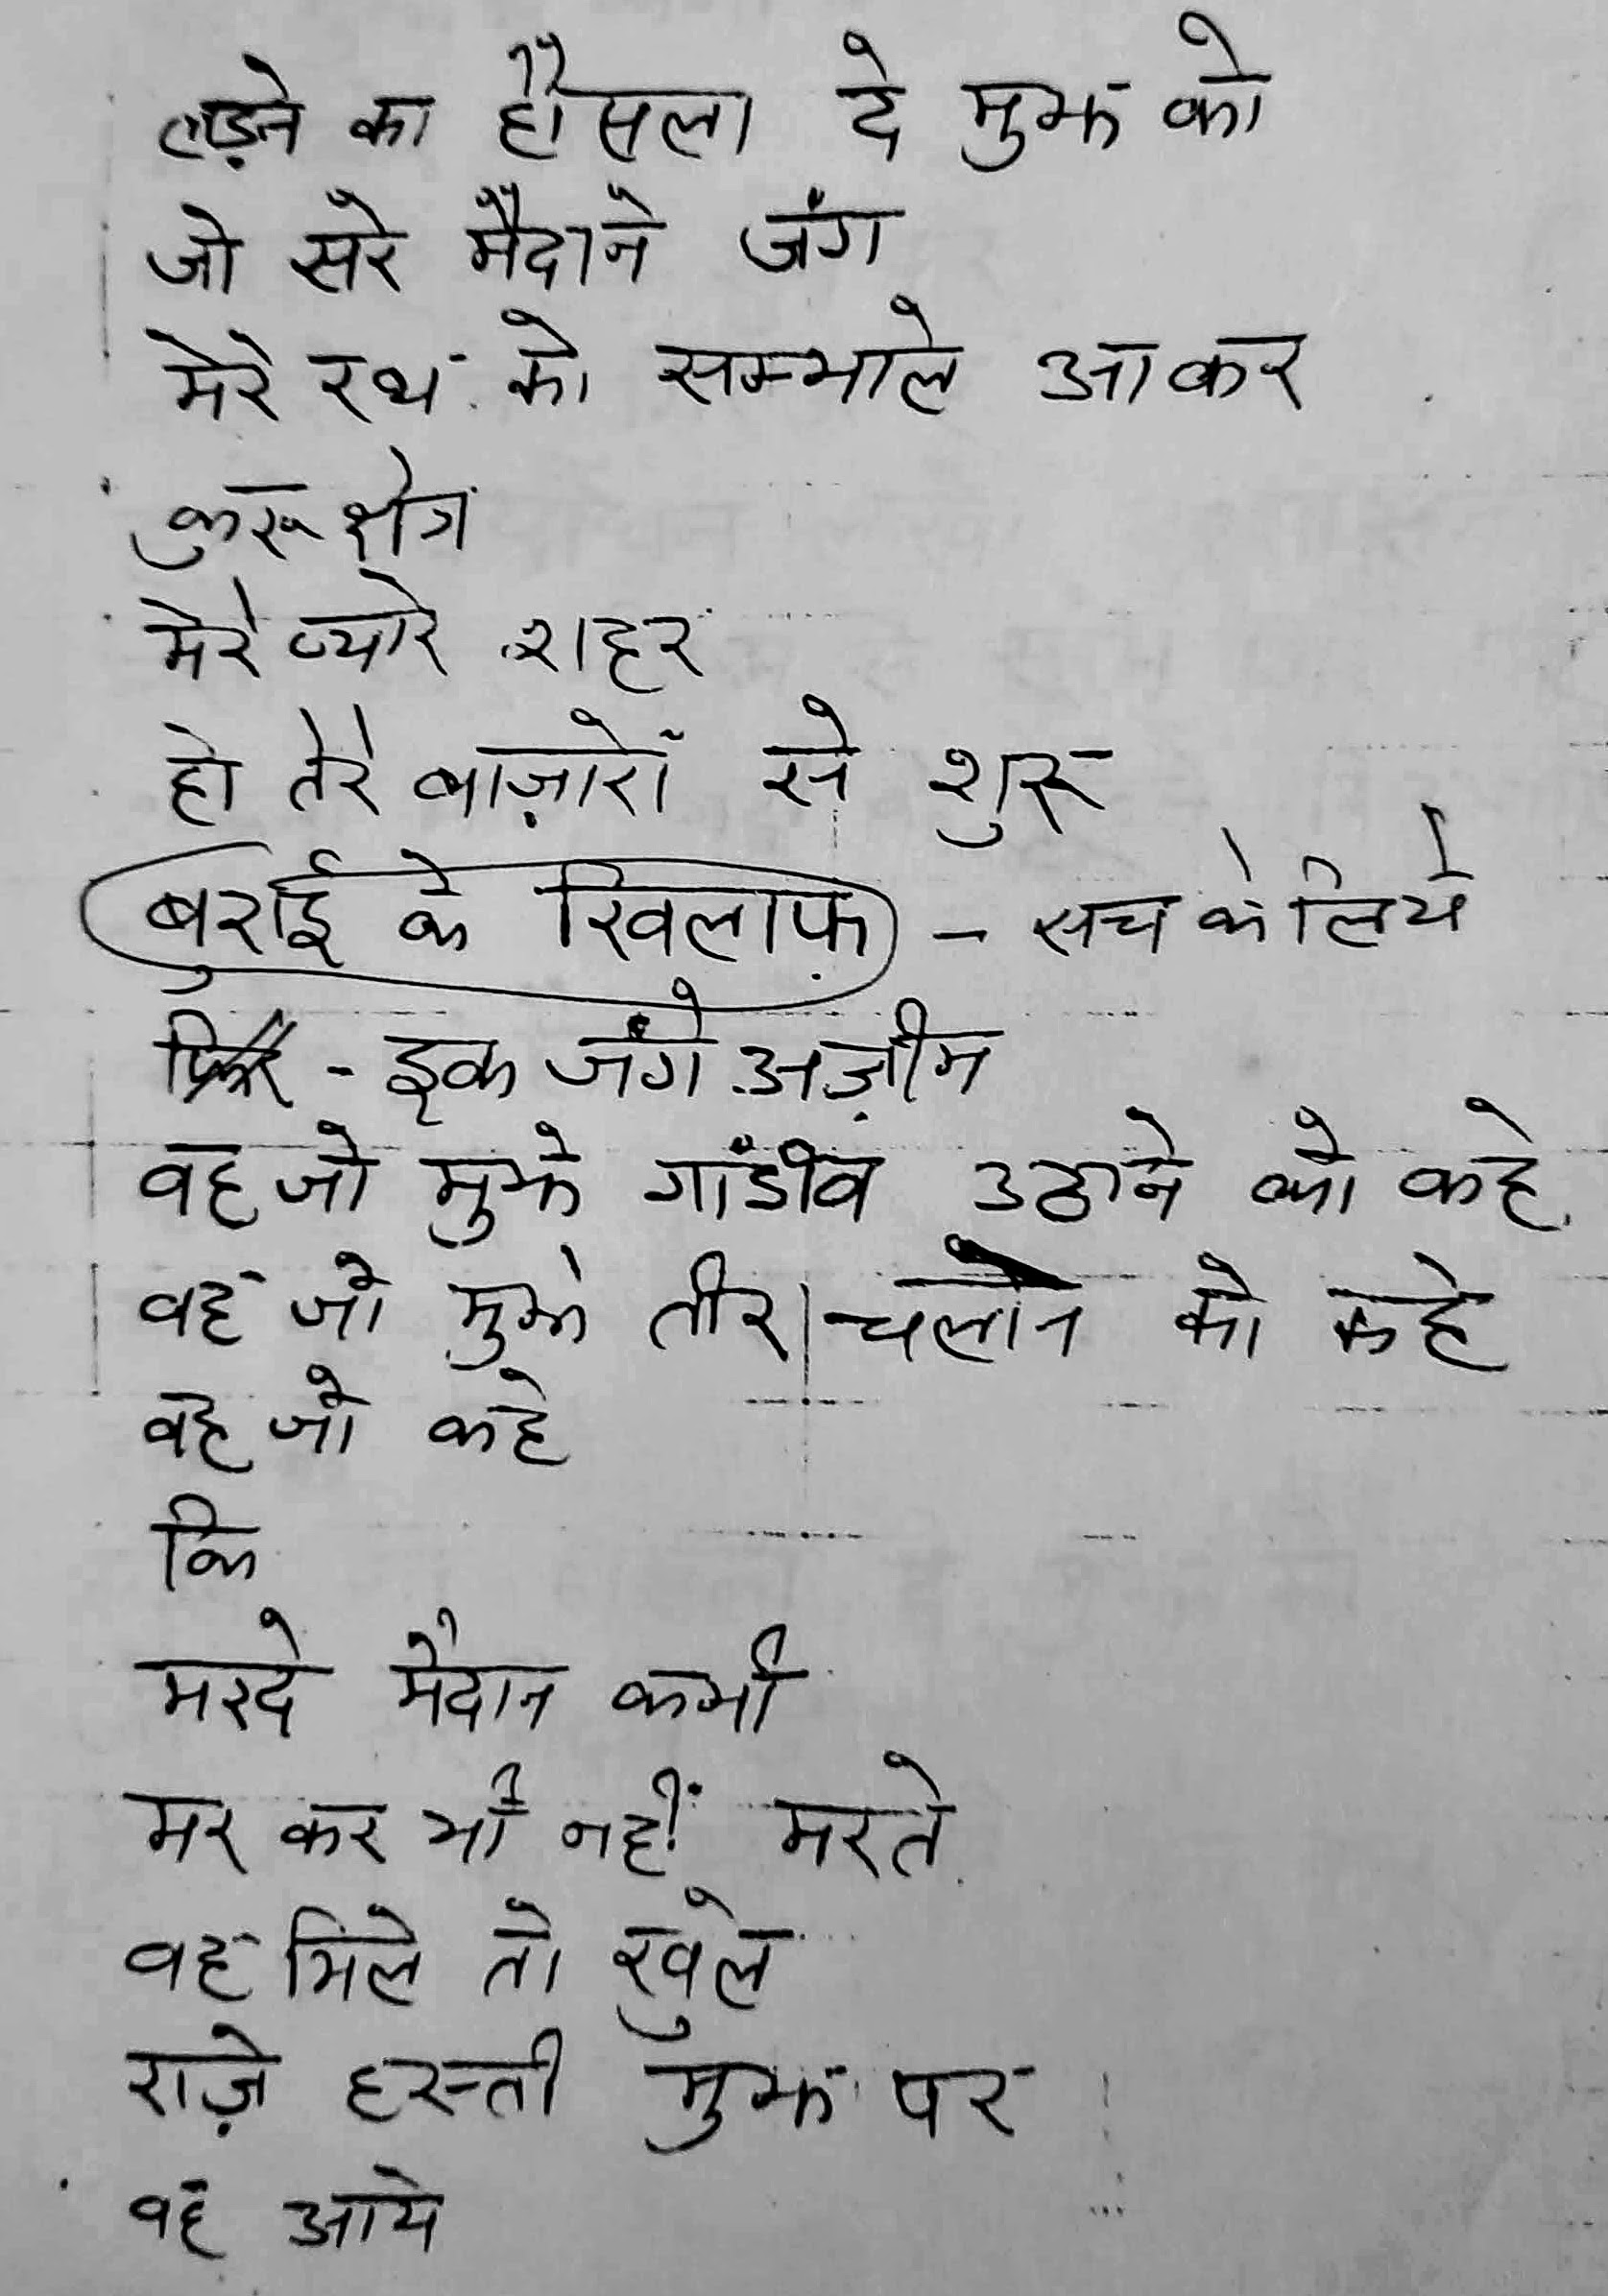 लड़ने का हौसला दे मुझ को
जो सरे मैदाने जंग
मेरे रथ को सम्भाले आकर
कुरुक्षेत्र
मेरे प्यारे शहर
हो तेरे बाज़ारों से शुरू
बुराई के खिलाफ़ - सच के लिये
फिर - इक जंगे अज़ीम
वह जो मुझे गांडीव उठाने को कहे
वह जो मुझे तीर चलाने को कहे
वह जो कहे
कि
मरदे मैदान कभी
मर कर भी नहीं मरते
वह मिले तो खुले
राज़े हस्ती मुझ पर
वह आये